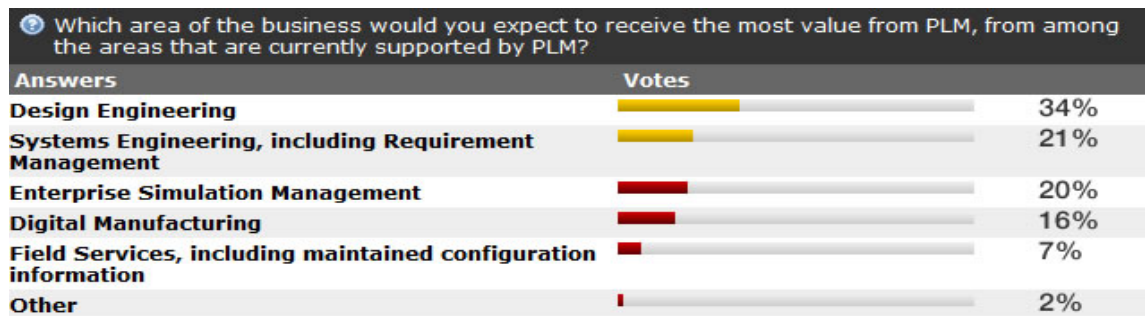 Which area of the business would you expect to receive the most value from PLM, from among
the areas that are currently supported by PLM?
Answers Votes
Design Engineering 34%
Systems Engineering, including Requirement
Management 21%
Enterprise Simulation Management 20%
Digital Manufacturing 16%
Field Services, including maintained configuration
information 7%
Other 2%